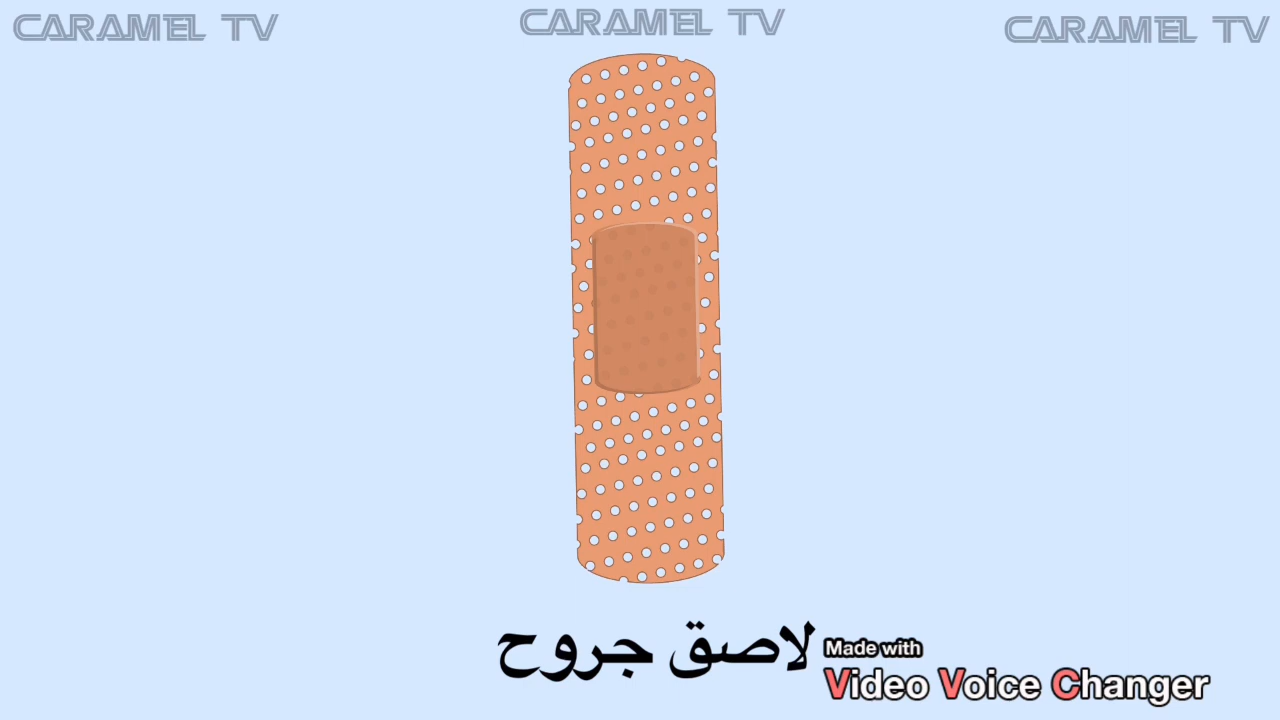 CARAMEL TV CARAMEL TV CARAMEL TV
لاصق جروح
Made with
Video Voice Changer